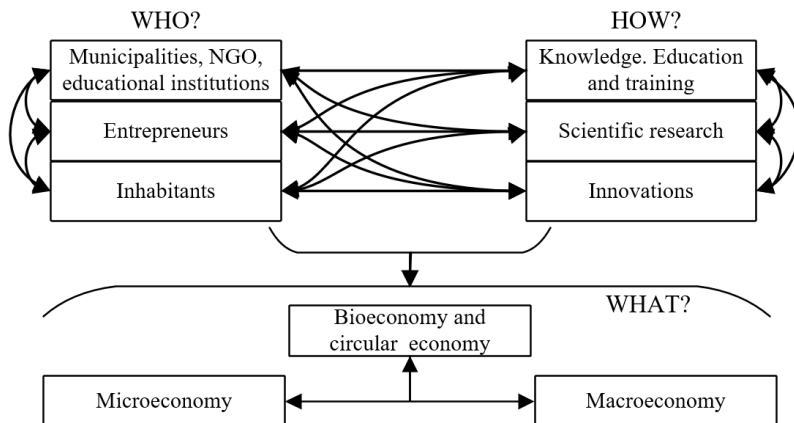 WHO?
HOW?
Municipalities, NGO,
educational institutions
Knowledge. Education
and training
Entrepreneurs
Scientific research
Inhabitants
Innovations
WHAT?
Bioeconomy and
circular economy
Microeconomy
Macroeconomy